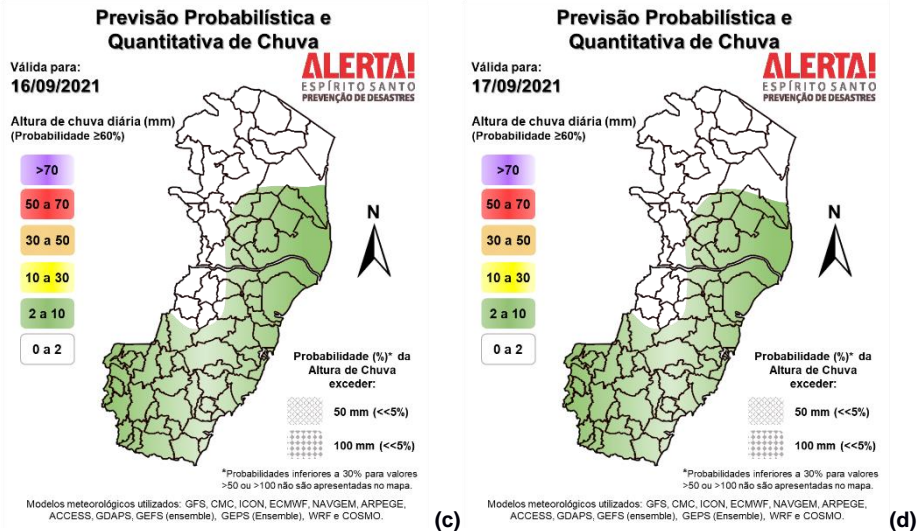 Previsão Probabilística e
Quantitativa de Chuva
Válida para:
16/09/2021
ALERTA!
ESPÍRITO SANTO
PREVENÇÃO DE DESASTRES
Altura de chuva diária (mm)
(Probabilidade ≥60%)
>70
50 a 70
30 a 50
10 a 30
2 a 10
0 a 2
N
Probabilidade (%)* da
Altura de Chuva
exceder:
50 mm (<<5%)
100 mm (<<5%)
*Probabilidades inferiores a 30% para valores
>50 ou >100 não são apresentadas no mapa.
Modelos meteorológicos utilizados: GFS, CMC, ICON, ECMWF, NAVGEM, ARPEGE,
ACCESS, GDAPS, GEFS (ensemble), GEPS (Ensemble), WRF e COSMO.
(c)
Previsão Probabilística e
Quantitativa de Chuva
Válida para:
17/09/2021
ALERTA!
ESPÍRITO SANTO
PREVENÇÃO DE DESASTRES
Altura de chuva diária (mm)
(Probabilidade ≥60%)
>70
50 a 70
30 a 50
10 a 30
2 a 10
0 a 2
N
Probabilidade (%)* da
Altura de Chuva
exceder:
50 mm (<<5%)
100 mm (<<5%)
*Probabilidades inferiores a 30% para valores
>50 ou >100 não são apresentadas no mapa.
Modelos meteorológicos utilizados: GFS, CMC, ICON, ECMWF, NAVGEM, ARPEGE,
ACCESS, GDAPS, GEFS (ensemble), GEPS (Ensemble), WRF e COSMO.
(d)